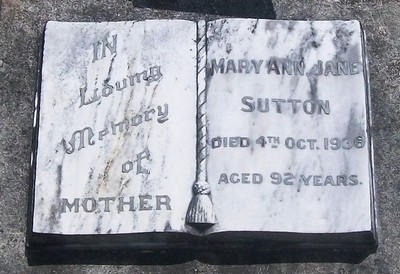 IN
Loving
Memory
OF
MOTHER
MARY ANN JANE
SUTTON
DIED 4TH OCT. 1936
AGED 92 YEARS.